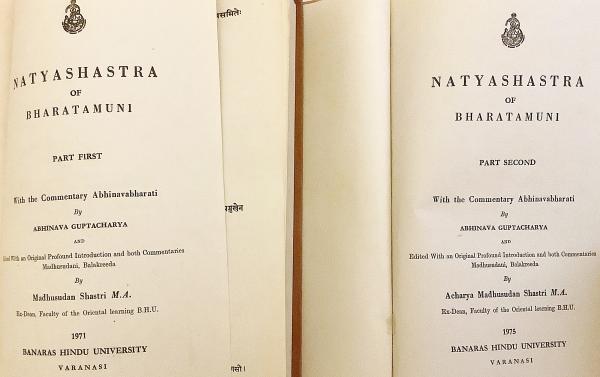 NATYASHASTRA
OF
BHARATAMUNI
PART FIRST
With the Commentary Abhinavabharati
By
ABHINAVA GUPTACHARYA
AND
Edited With an Original Profound Introduction and both Commentaries
Madhusudani, Balakreeda
By
Madhusudan Shastri M.A.
Ex-Dean, Faculty of the Oriental learning B.H.U.
1971
BANARAS HINDU UNIVERSITY
VARANASI
NATYASHASTRA
OF
BHARATAMUNI
PART SECOND
With the Commentary Abhinavabharati
By
ABHINAVA GUPTACHARYA
AND
Edited With an Original Profound Introduction and both Commentaries
Madhusudani, Balakreeda
By
Acharya Madhusudan Shastri M.A.
Ex-Dean, Faculty of the Oriental learning B.H.U.
1975
BANARAS HINDU UNIVERSITY
VARANASI